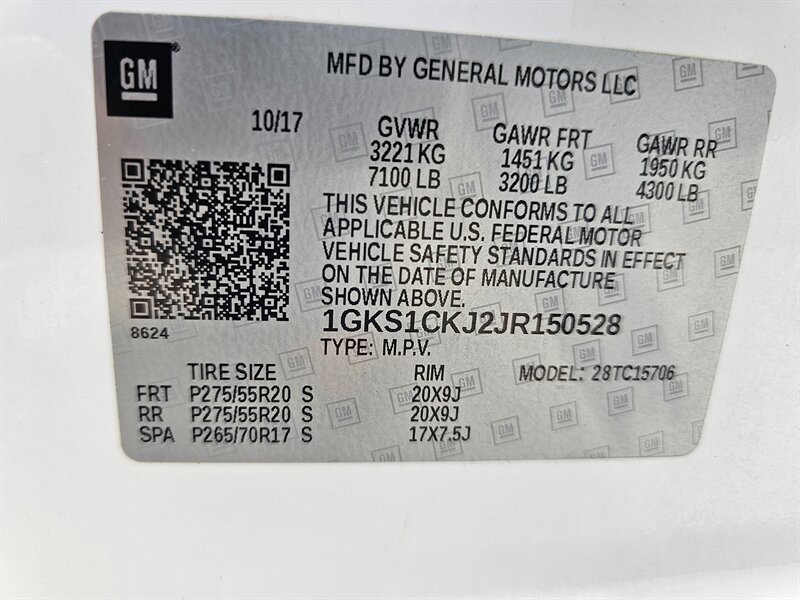 GM
MFD BY GENERAL MOTORS LLC
10/17
GVWR
3221 KG
7100 LB
GAWR FRT
1451 KG
3200 LB
GAWR RR
1950 KG
4300 LB
THIS VEHICLE CONFORMS TO ALL
APPLICABLE U.S. FEDERAL MOTOR
VEHICLE SAFETY STANDARDS IN EFFECT
ON THE DATE OF MANUFACTURE
SHOWN ABOVE.
8624
1GKS1CKJ2JR150528
TYPE: M.P.V.
TIRE SIZE RIM MODEL: 28TC15706
FRT P275/55R20 S 20X9J
RR P275/55R20 S 20X9J
SPA P265/70R17 S 17X7.5J